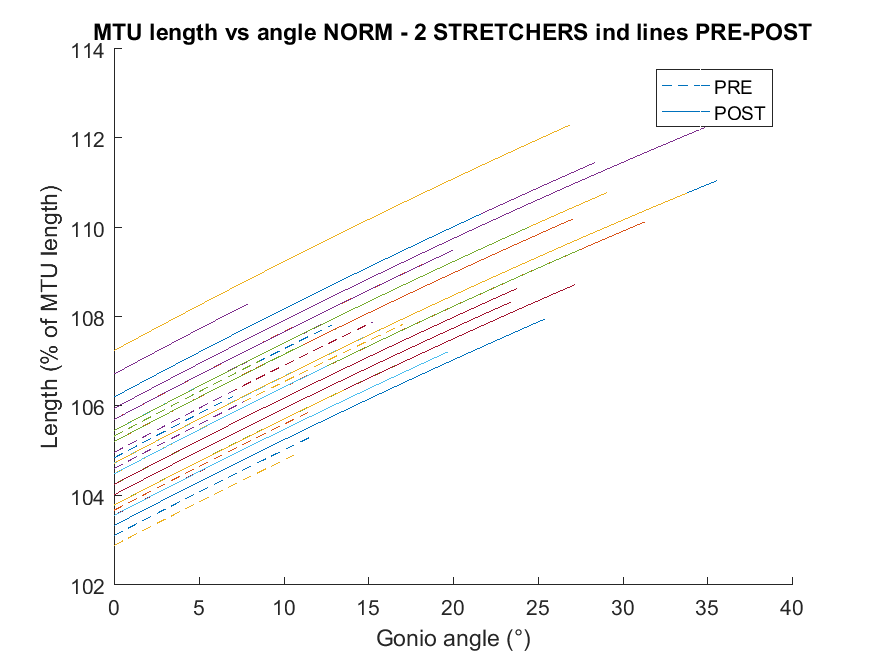 MTU length vs angle NORM - 2 STRETCHERS ind lines PRE-POST
114
112
110
108
106
104
102
Length (% of MTU length)
PRE
POST
0 5 10 15 20 25 30 35 40
Gonio angle (°)